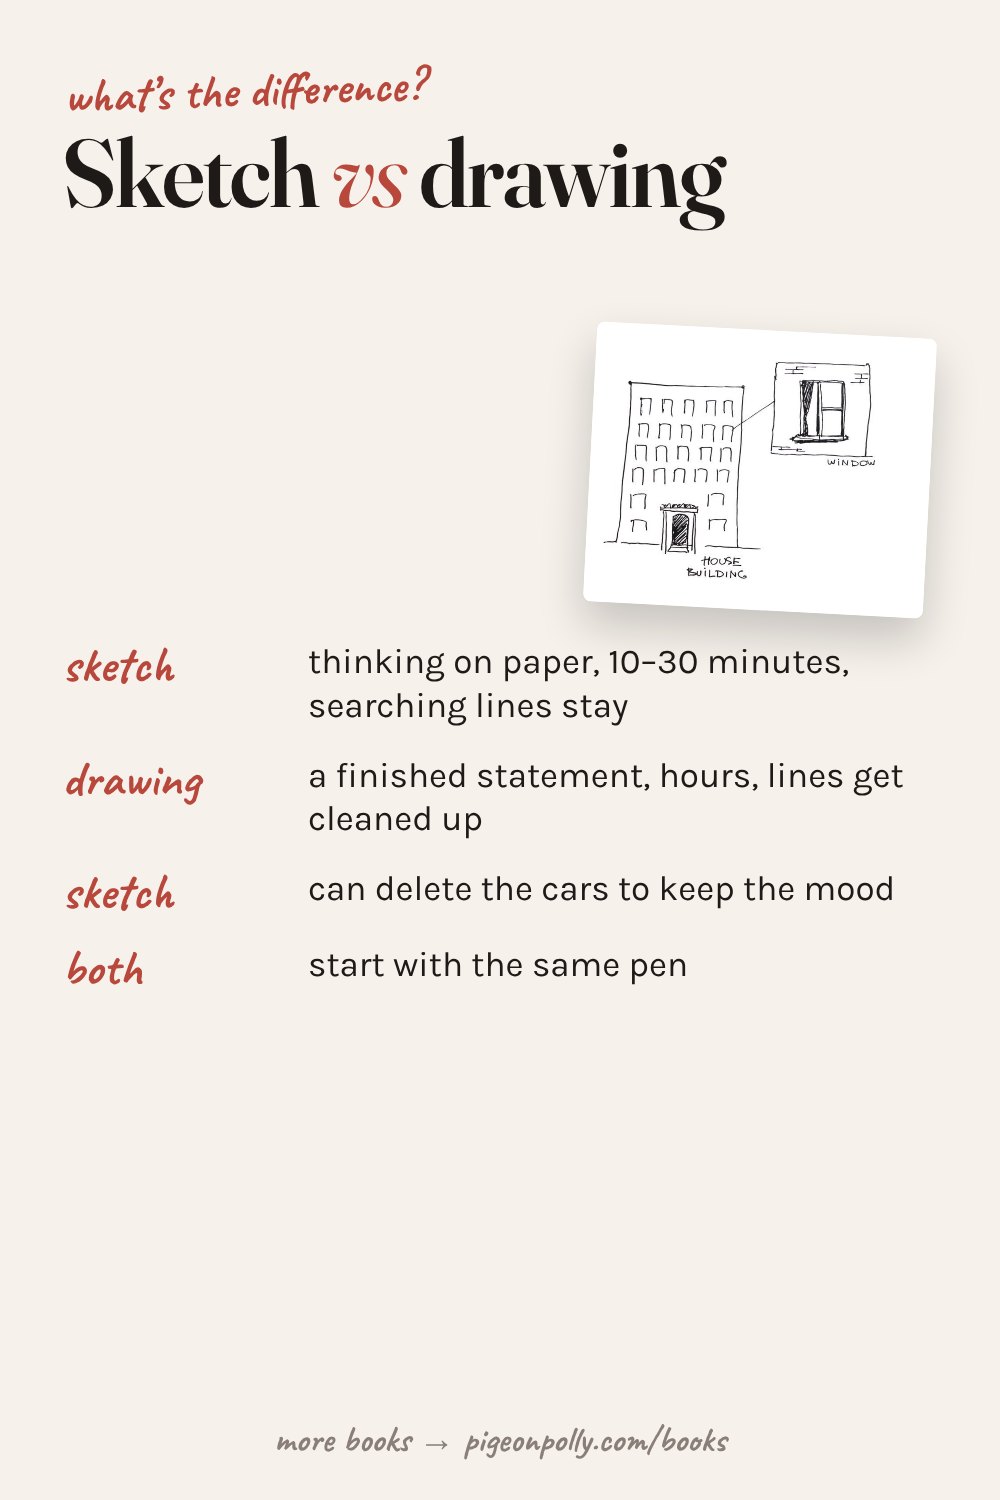 what's the difference?
Sketch vs drawing
WINDOW
HOUSE
BUILDING
sketch
thinking on paper, 10–30 minutes,
searching lines stay
drawing
a finished statement, hours, lines get
cleaned up
sketch
can delete the cars to keep the mood
both
start with the same pen
more books → pigeonpolly.com/books